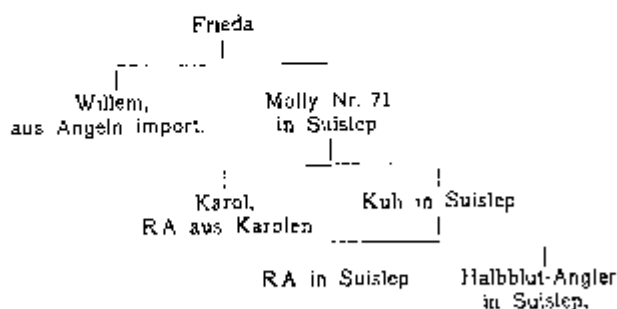 Frieda
Willem,
aus Angeln import.
Molly Nr. 71
in Suislep
Karol,
RA aus Karolen
Kuh in Suislep
RA in Suislep
Halbblut-Angler
in Suislep,